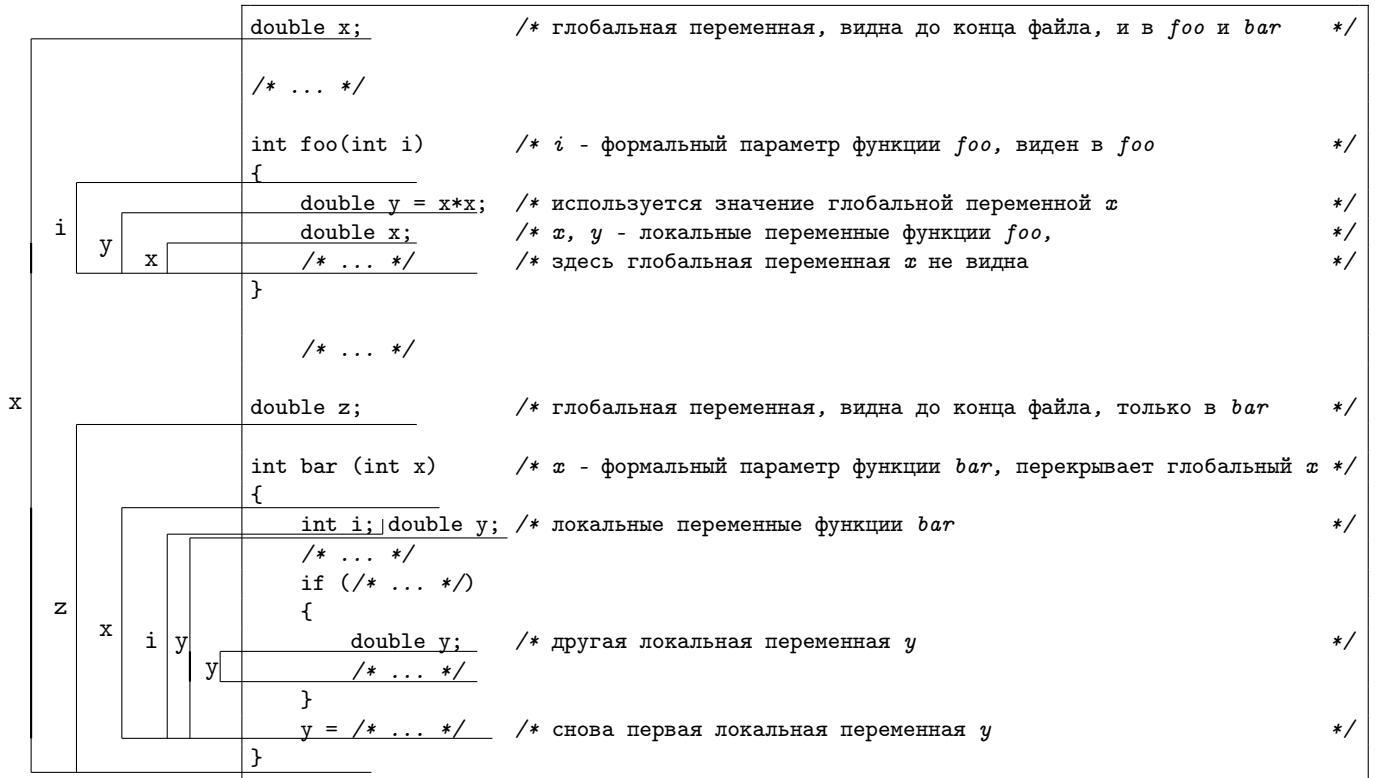 double x; /* глобальная переменная, видна до конца файла, и в foo и bar */
/* ... */
int foo(int i) /* i - формальный параметр функции foo, виден в foo */
{
double y = x*x; /* используется значение глобальной переменной x */
i
y
double x; /* x, y - локальные переменные функции foo, */
x
/* ... */ /* здесь глобальная переменная x не видна */
}
/* ... */
x
double z; /* глобальная переменная, видна до конца файла, только в bar */
int bar (int x) /* x - формальный параметр функции bar, перекрывает глобальный x */
{
int i; double y; /* локальные переменные функции bar */
/* ... */
if (/* ... */)
z
{
x
i
y
double y; /* другая локальная переменная y */
y
/* ... */
}
y = /* ... */ /* снова первая локальная переменная y */
}